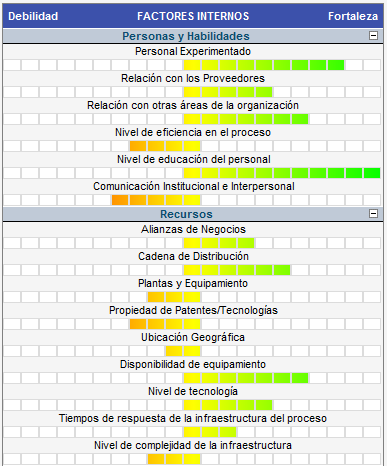 Debilidad FACTORES INTERNOS Fortaleza
Personas y Habilidades
Personal Experimentado
Relación con los Proveedores
Relación con otras áreas de la organización
Nivel de eficiencia en el proceso
Nivel de educación del personal
Comunicación Institucional e Interpersonal
Recursos
Alianzas de Negocios
Cadena de Distribución
Plantas y Equipamiento
Propiedad de Patentes/Tecnologías
Ubicación Geográfica
Disponibilidad de equipamiento
Nivel de tecnología
Tiempos de respuesta de la infraestructura del proceso
Nivel de complejidad de la infraestructura